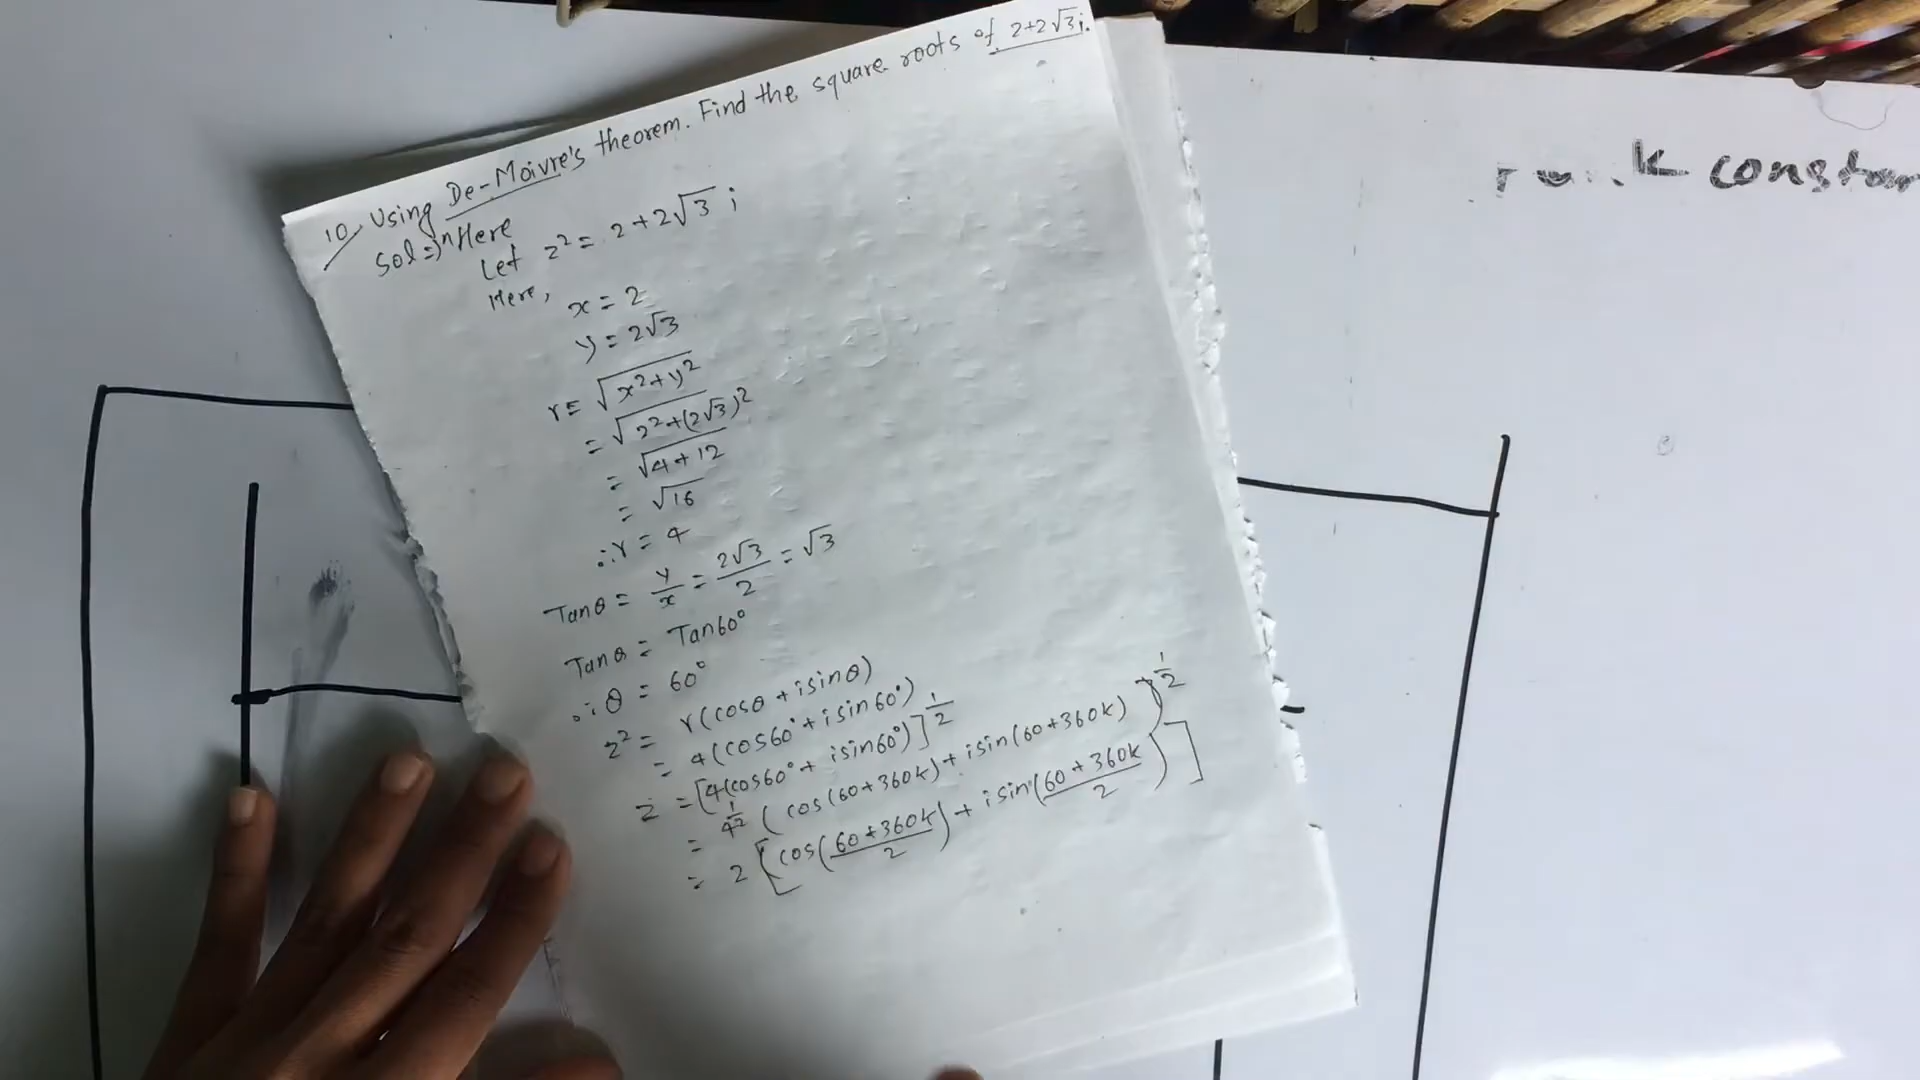 10. Using De-Moivre's theorem. Find the square roots of 2+2√3i.
Sol⇒ⁿ Here
Let z² = 2+2√3 i
Here,
x = 2
y = 2√3
r = √(x²+y²)
= √(2²+(2√3)²)
= √(4+12)
= √16
∴ r = 4
Tanθ = y/x = 2√3/2 = √3
Tanθ = Tan60°
∴ θ = 60°
z² = r(cosθ + isinθ)
= 4(cos60° + isin60°)
z = [4(cos60° + isin60°)]^1/2
= 4^1/2 (cos(60+360k) + isin(60+360k))^1/2
= 2[cos(60+360k/2) + isin(60+360k/2)]
k constan